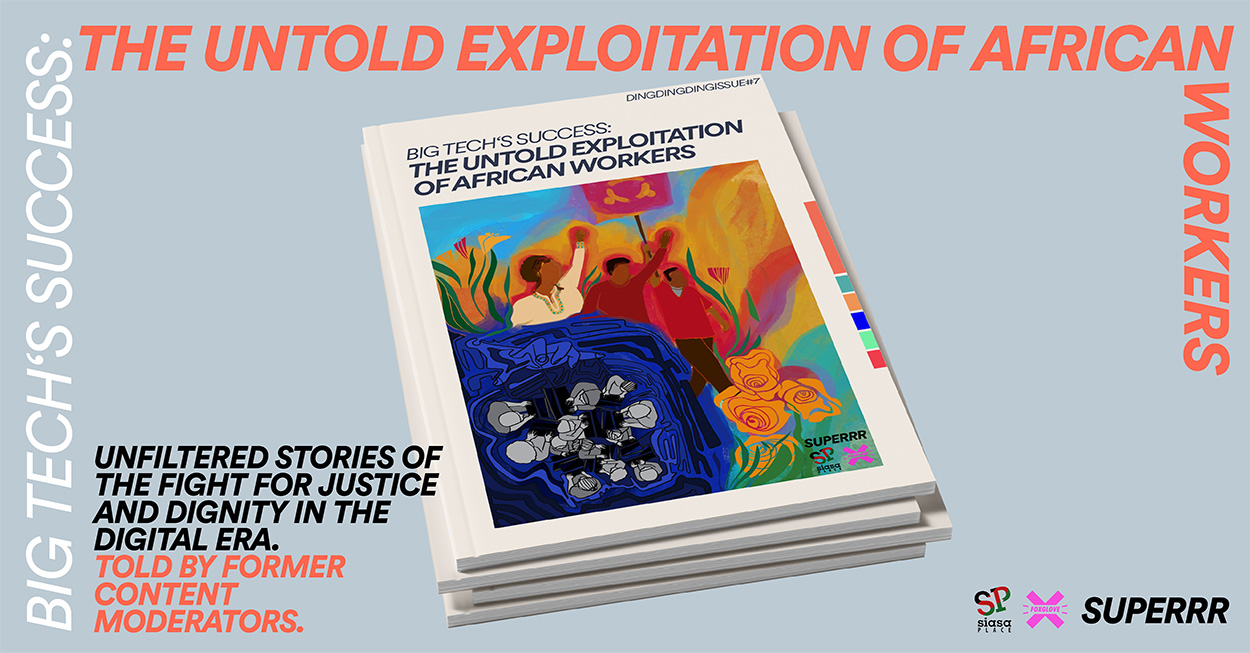 BIG TECH‘S SUCCESS:
THE UNTOLD EXPLOITATION OF AFRICAN
WORKERS
DINGDINGDINGISSUE#7
BIG TECH‘S SUCCESS:
THE UNTOLD EXPLOITATION
OF AFRICAN WORKERS
SUPERRR
SP
siasa
PLACE
UNFILTERED STORIES OF
THE FIGHT FOR JUSTICE
AND DIGNITY IN THE
DIGITAL ERA.
TOLD BY FORMER
CONTENT
MODERATORS.
SP
siasa
PLACE
FOXGLOVE
SUPERRR